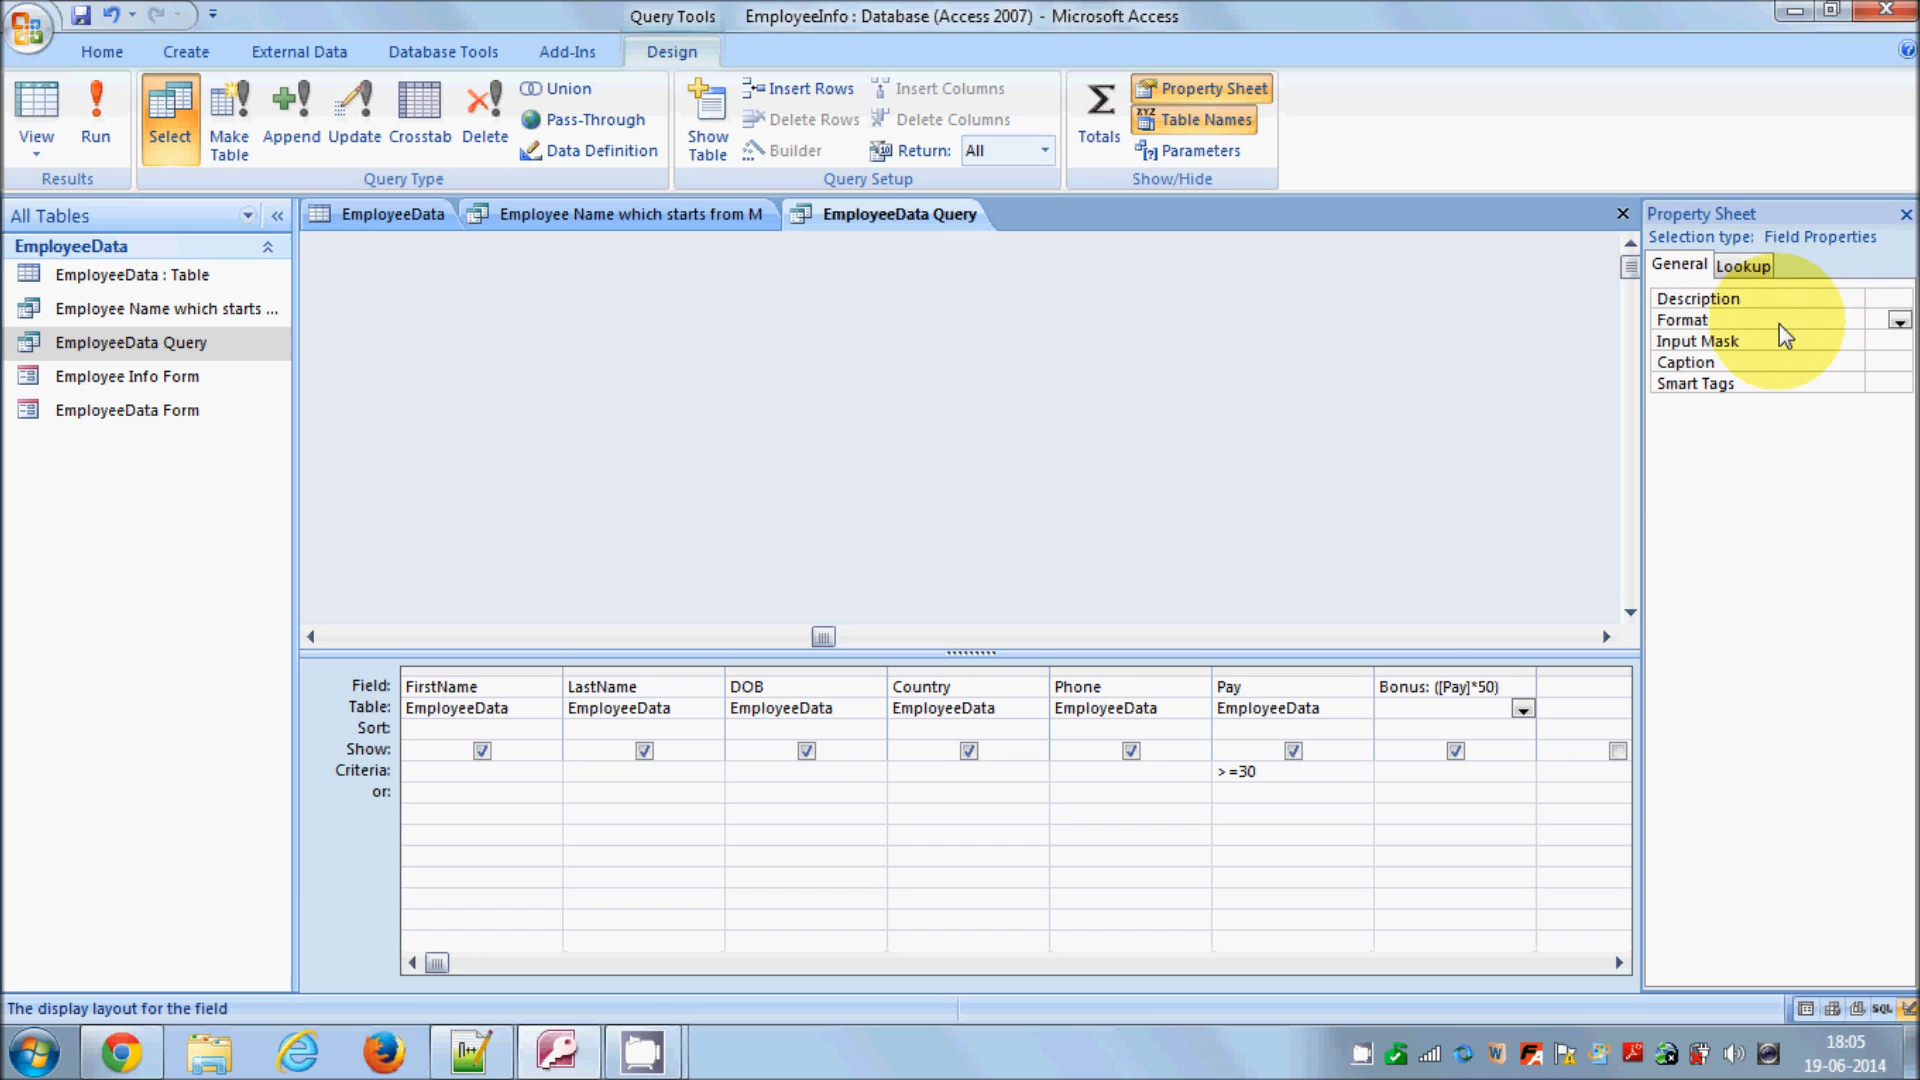 Query Tools
EmployeeInfo : Database (Access 2007) - Microsoft Access
Home Create External Data Database Tools Add-Ins Design
View
Run
Results
Select
Make Table
Append
Update
Crosstab
Delete
Union
Pass-Through
Data Definition
Query Type
Show Table
Insert Rows
Delete Rows
Builder
Insert Columns
Delete Columns
Return: All
Query Setup
Totals
Property Sheet
Table Names
Parameters
Show/Hide
All Tables
EmployeeData
EmployeeData : Table
Employee Name which starts ...
EmployeeData Query
Employee Info Form
EmployeeData Form
EmployeeData
Employee Name which starts from M
EmployeeData Query
Property Sheet
Selection type: Field Properties
General Lookup
Description
Format
Input Mask
Caption
Smart Tags
Field: FirstName LastName DOB Country Phone Pay Bonus: ([Pay]*50)
Table: EmployeeData EmployeeData EmployeeData EmployeeData EmployeeData EmployeeData
Sort:
Show:
Criteria: >=30
or:
The display layout for the field
SQL
18:05
19-06-2014